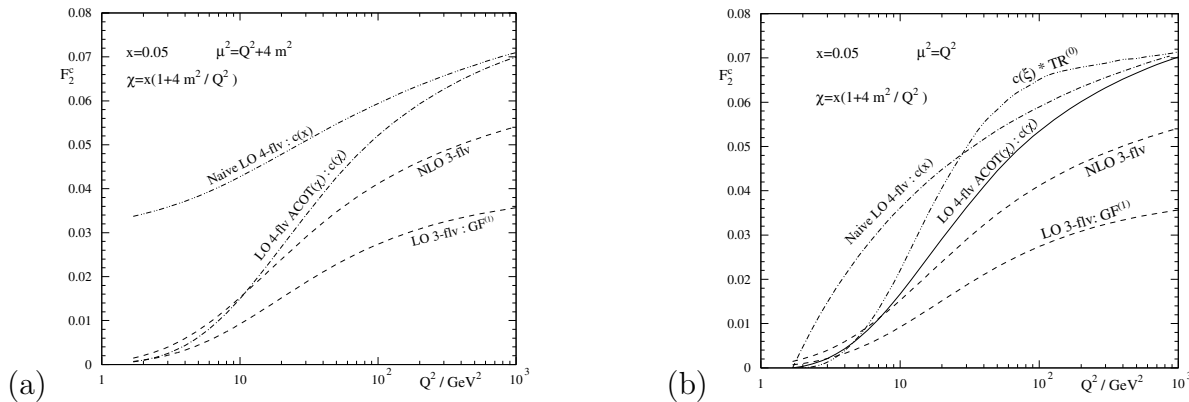 0.08
0.07
0.06
0.05
0.04
0.03
0.02
0.01
0
F₂ᶜ
x=0.05 μ²=Q²+4 m²
χ=x(1+4 m² / Q² )
Naive LO 4-flv : c(x)
LO 4-flv ACOT(χ) : c(χ)
NLO 3-flv
LO 3-flv : GF⁽¹⁾
1 10 10² 10³
Q² / GeV²
(a)
0.08
0.07
0.06
0.05
0.04
0.03
0.02
0.01
0
F₂ᶜ
x=0.05 μ²=Q²
χ=x(1+4 m² / Q²)
c(ξ) * TR⁽⁰⁾
Naive LO 4-flv : c(x)
LO 4-flv ACOT(χ) : c(χ)
NLO 3-flv
LO 3-flv: GF⁽¹⁾
1 10 10² 10³
Q² / GeV²
(b)